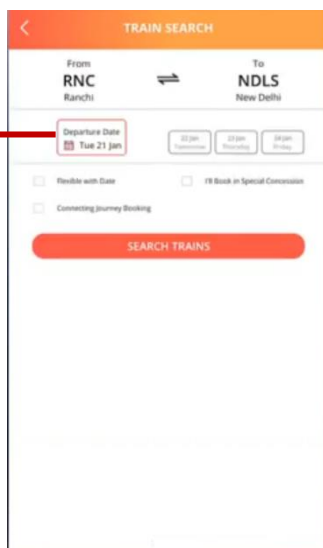 TRAIN SEARCH
From
To
RNC
NDLS
Ranchi
New Delhi
Departure Date
Tue 21 Jan
22 Jan
Tomorrow
23 Jan
Thursday
24 Jan
Friday
Flexible with Date
I'll Book in Special Concession
Connecting Journey Booking
SEARCH TRAINS